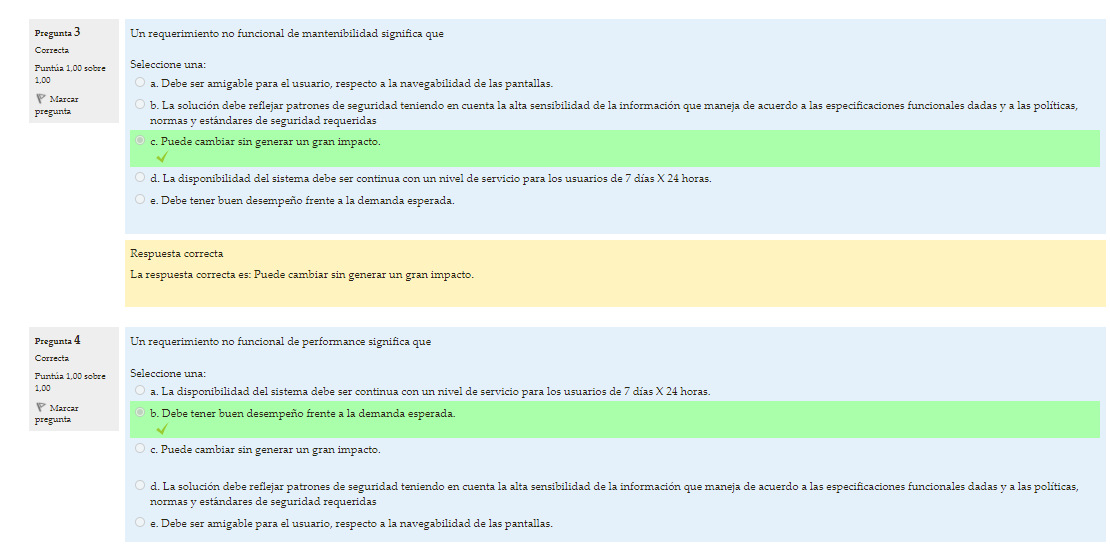 Pregunta 3
Correcta
Puntúa 1,00 sobre
1,00
Marcar
pregunta
Un requerimiento no funcional de mantenibilidad significa que
Seleccione una:
a. Debe ser amigable para el usuario, respecto a la navegabilidad de las pantallas.
b. La solución debe reflejar patrones de seguridad teniendo en cuenta la alta sensibilidad de la información que maneja de acuerdo a las especificaciones funcionales dadas y a las políticas,
normas y estándares de seguridad requeridas
c. Puede cambiar sin generar un gran impacto.
d. La disponibilidad del sistema debe ser continua con un nivel de servicio para los usuarios de 7 días X 24 horas.
e. Debe tener buen desempeño frente a la demanda esperada.
Respuesta correcta
La respuesta correcta es: Puede cambiar sin generar un gran impacto.
Pregunta 4
Correcta
Puntúa 1,00 sobre
1,00
Marcar
pregunta
Un requerimiento no funcional de performance significa que
Seleccione una:
a. La disponibilidad del sistema debe ser continua con un nivel de servicio para los usuarios de 7 días X 24 horas.
b. Debe tener buen desempeño frente a la demanda esperada.
c. Puede cambiar sin generar un gran impacto.
d. La solución debe reflejar patrones de seguridad teniendo en cuenta la alta sensibilidad de la información que maneja de acuerdo a las especificaciones funcionales dadas y a las políticas,
normas y estándares de seguridad requeridas
e. Debe ser amigable para el usuario, respecto a la navegabilidad de las pantallas.